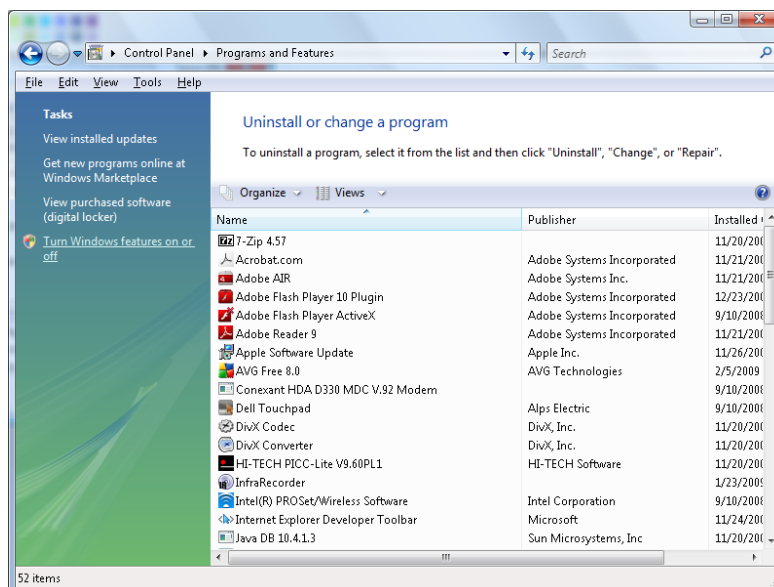 Control Panel Programs and Features Search
File Edit View Tools Help
Tasks
View installed updates
Get new programs online at
Windows Marketplace
View purchased software
(digital locker)
Turn Windows features on or
off
Uninstall or change a program
To uninstall a program, select it from the list and then click "Uninstall", "Change", or "Repair".
Organize Views
Name Publisher Installed
7-Zip 4.57 11/20/200
Acrobat.com Adobe Systems Incorporated 11/21/200
Adobe AIR Adobe Systems Inc. 11/21/200
Adobe Flash Player 10 Plugin Adobe Systems Incorporated 12/23/200
Adobe Flash Player ActiveX Adobe Systems Incorporated 9/10/2008
Adobe Reader 9 Adobe Systems Incorporated 11/21/200
Apple Software Update Apple Inc. 11/26/200
AVG Free 8.0 AVG Technologies 2/5/2009
Conexant HDA D330 MDC V.92 Modem 9/10/2008
Dell Touchpad Alps Electric 9/10/2008
DivX Codec DivX, Inc. 11/20/200
DivX Converter DivX, Inc. 11/20/200
HI-TECH PICC-Lite V9.60PL1 HI-TECH Software 11/20/200
InfraRecorder 1/23/2009
Intel(R) PROSet/Wireless Software Intel Corporation 9/10/2008
Internet Explorer Developer Toolbar Microsoft 11/24/200
Java DB 10.4.1.3 Sun Microsystems, Inc 11/20/200
52 items